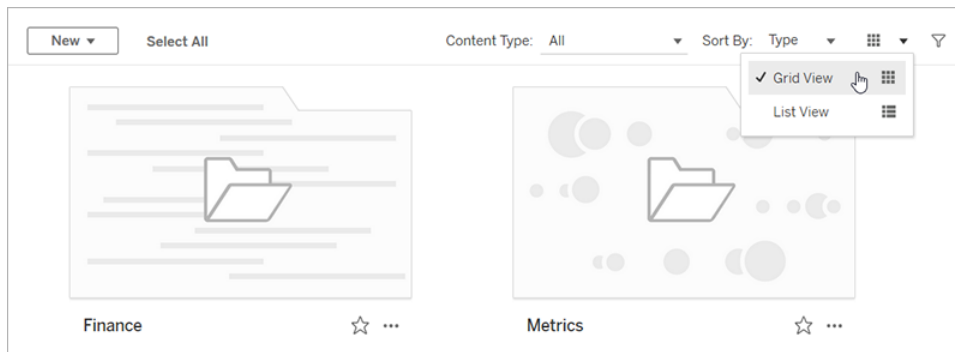 New
Select All
Content Type: All
Sort By: Type
Grid View
List View
Finance
Metrics